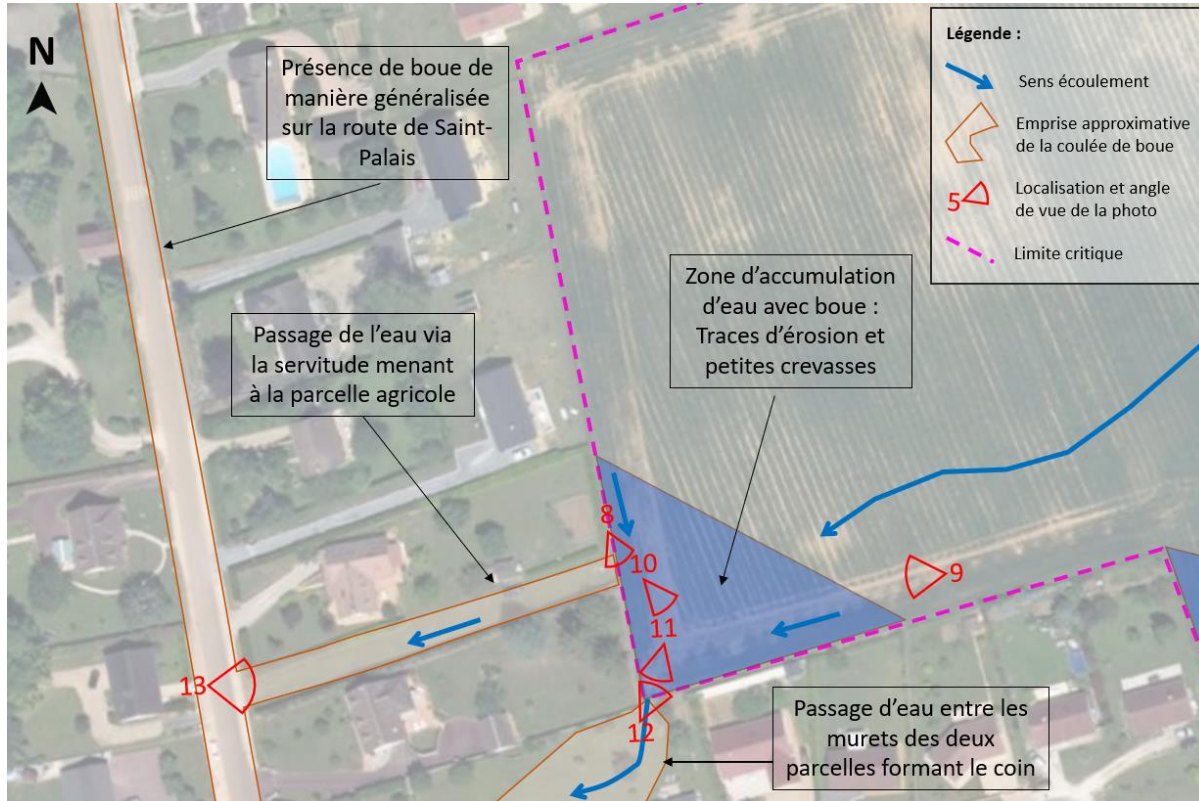 N
Présence de boue de
manière généralisée
sur la route de Saint-
Palais
Légende :
Sens écoulement
Emprise approximative
de la coulée de boue
5
Localisation et angle
de vue de la photo
Limite critique
Zone d’accumulation
d’eau avec boue :
Traces d’érosion et
petites crevasses
Passage de l’eau via
la servitude menant
à la parcelle agricole
8
10
9
11
13
12
Passage d’eau entre les
murets des deux
parcelles formant le coin